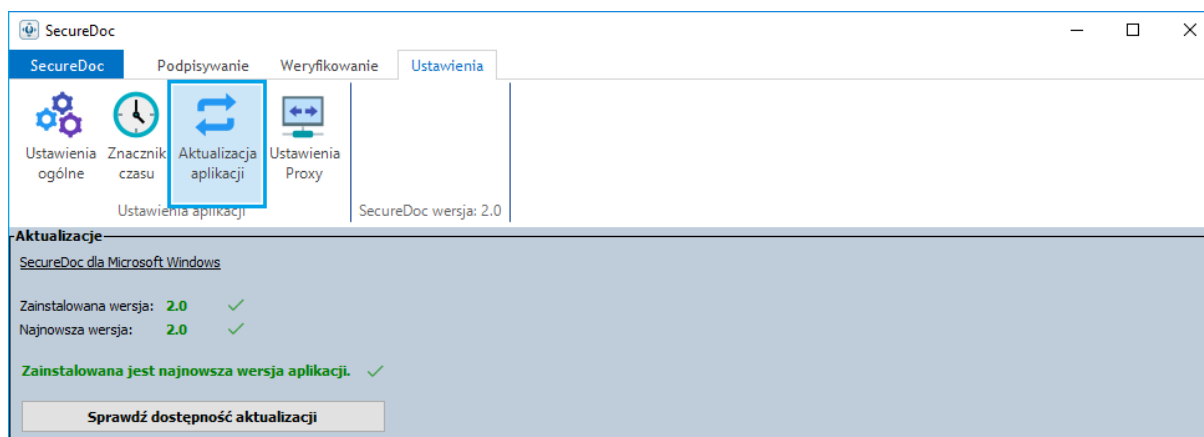 SecureDoc
SecureDoc Podpisywanie Weryfikowanie Ustawienia
Ustawienia ogólne
Znacznik czasu
Aktualizacja aplikacji
Ustawienia Proxy
Ustawienia aplikacji
SecureDoc wersja: 2.0
Aktualizacje
SecureDoc dla Microsoft Windows
Zainstalowana wersja: 2.0
Najnowsza wersja: 2.0
Zainstalowana jest najnowsza wersja aplikacji.
Sprawdź dostępność aktualizacji